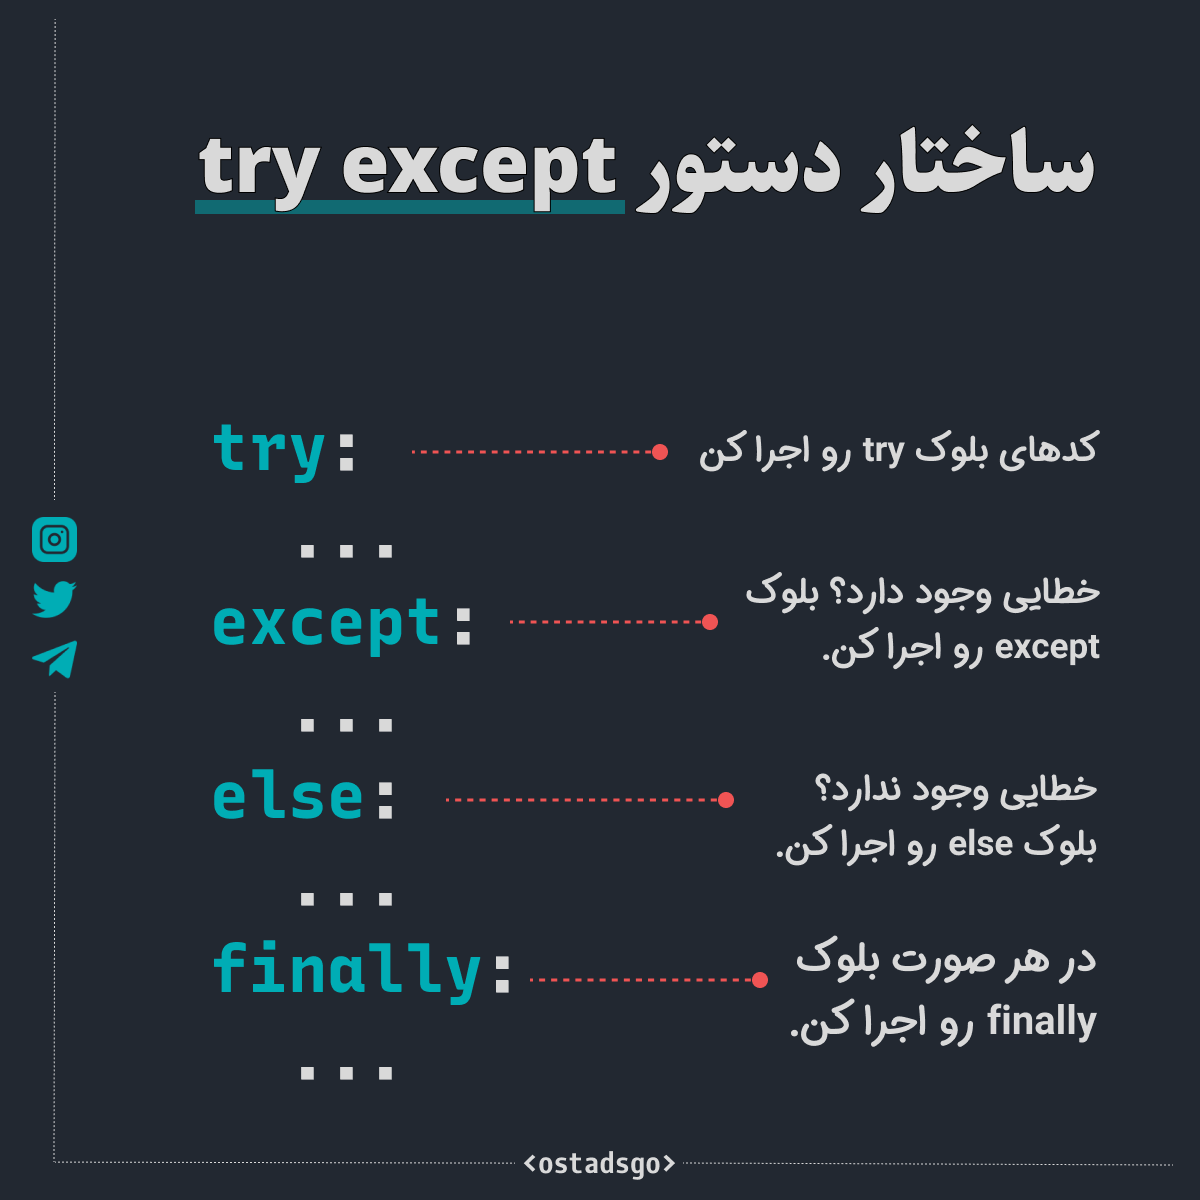 ساختار دستور try except
try:
کدهای بلوک try رو اجرا کن
...
except:
خطایی وجود دارد؟ بلوک
except رو اجرا کن.
...
else:
خطایی وجود ندارد؟
بلوک else رو اجرا کن.
...
finally:
در هر صورت بلوک
finally رو اجرا کن.
...
<ostadsgo>